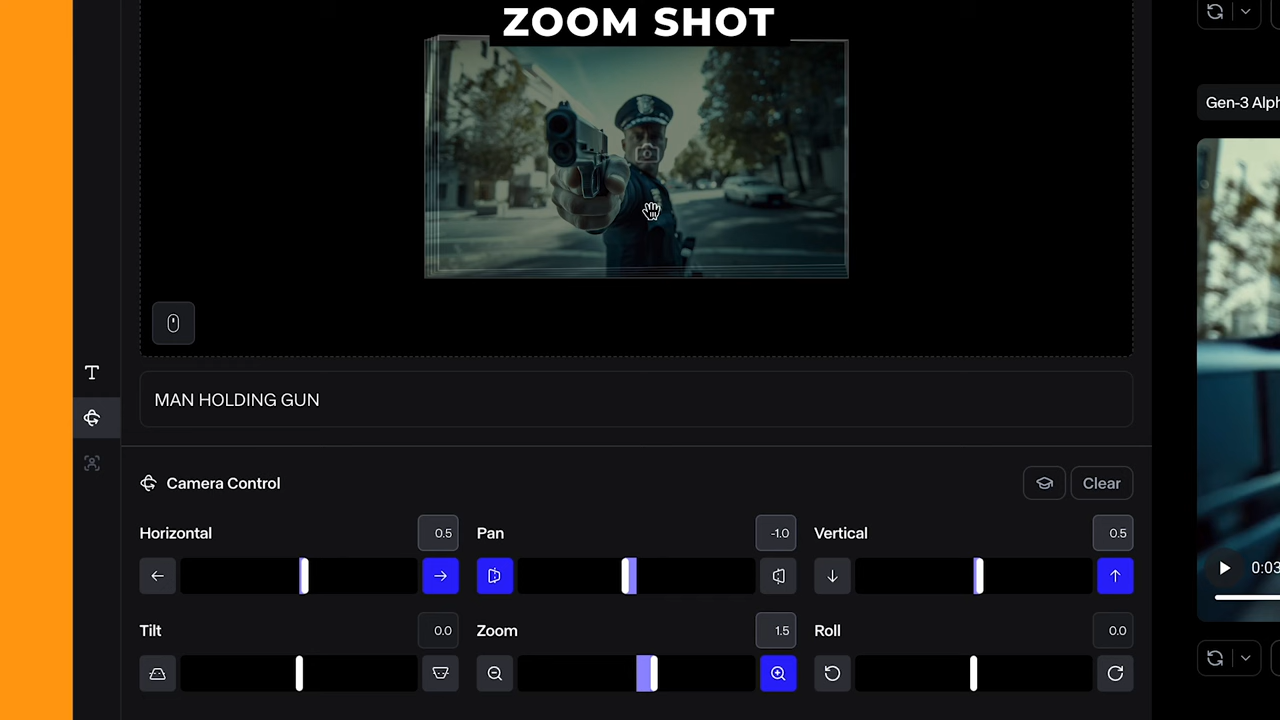 ZOOM SHOT
Gen-3 Alph
T
MAN HOLDING GUN
Camera Control
Clear
Horizontal 0.5
Pan -1.0
Vertical 0.5
0:03
Tilt 0.0
Zoom 1.5
Roll 0.0